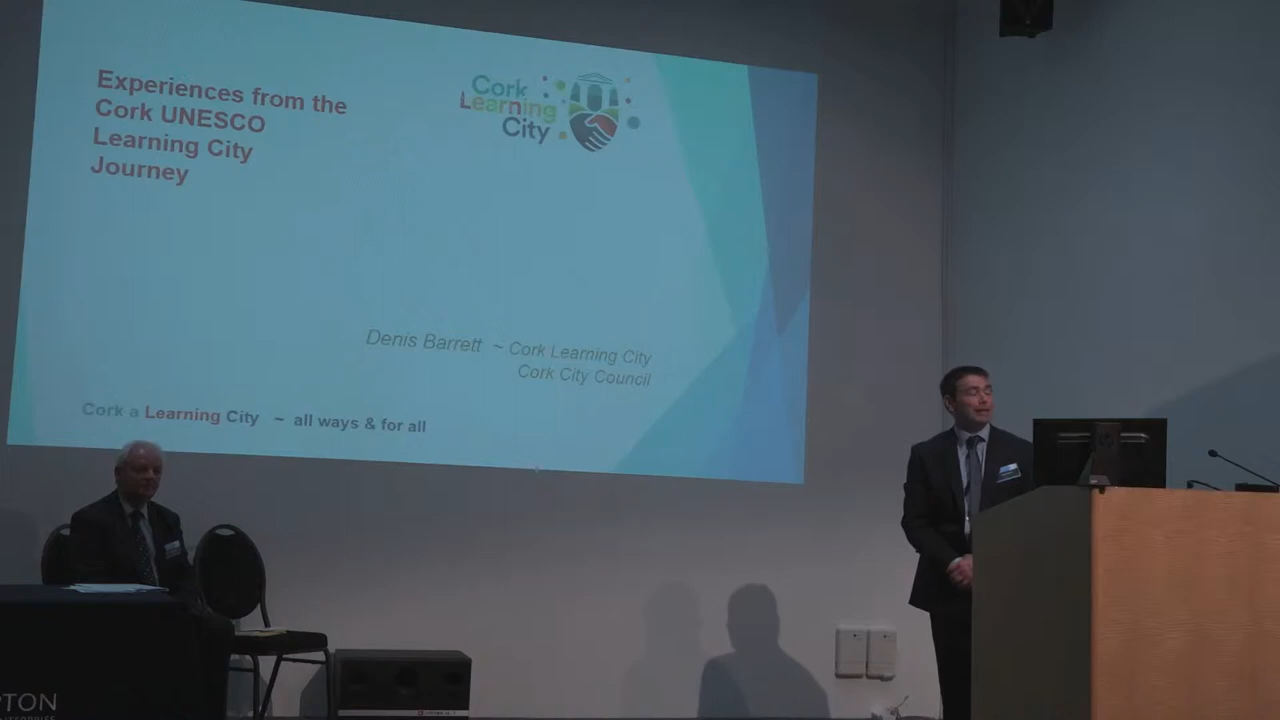 Experiences from the
Cork UNESCO
Learning City
Journey
Cork
Learning
City
Denis Barrett ~ Cork Learning City
Cork City Council
Cork a Learning City ~ all ways & for all
PTON